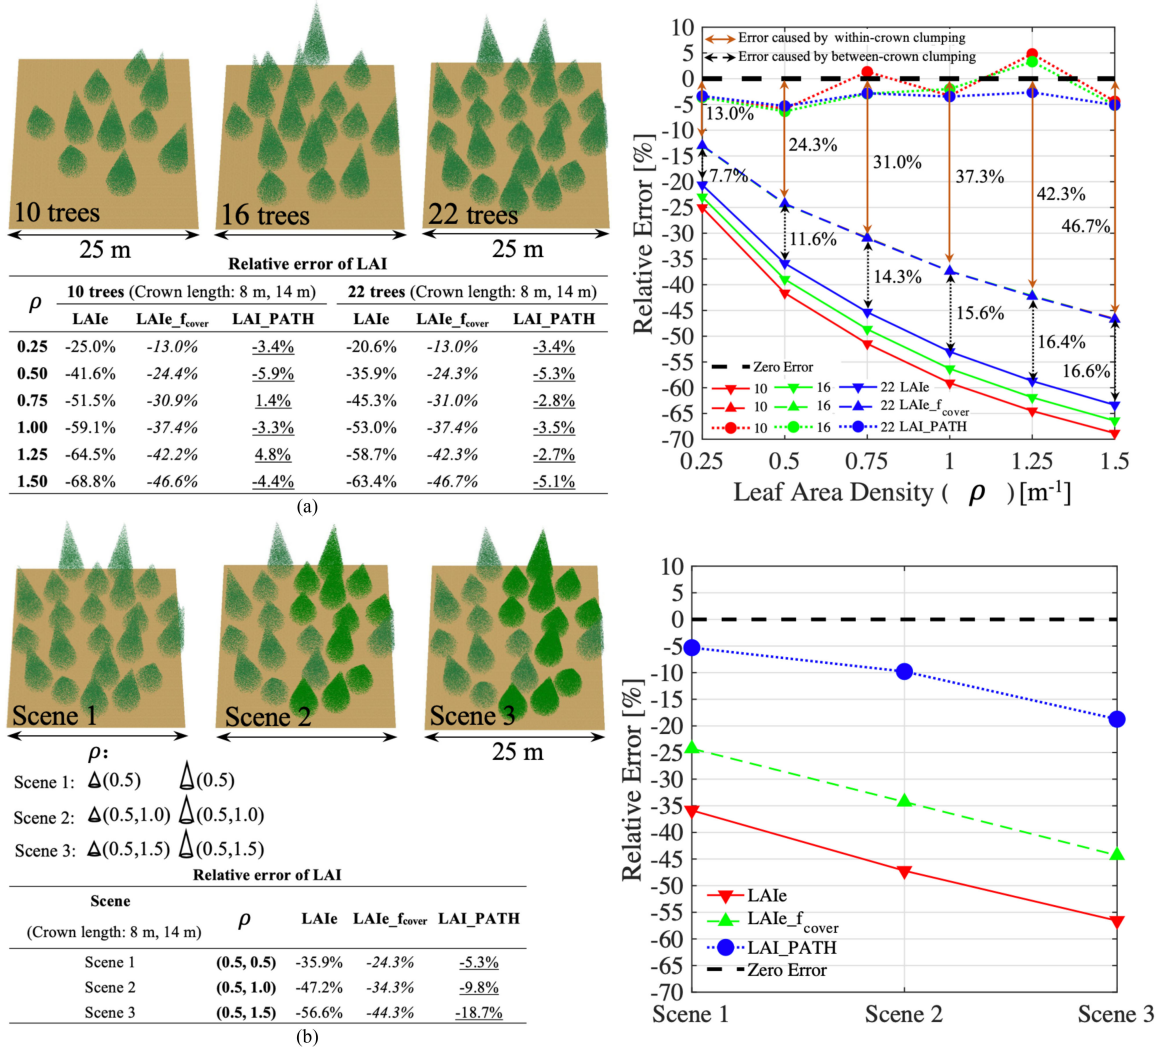 10 trees
16 trees
22 trees
25 m
25 m
Relative error of LAI
ρ 10 trees (Crown length: 8 m, 14 m) 22 trees (Crown length: 8 m, 14 m)
LAIe LAIe_fcover LAI_PATH LAIe LAIe_fcover LAI_PATH
0.25 -25.0% -13.0% -3.4% -20.6% -13.0% -3.4%
0.50 -41.6% -24.4% -5.9% -35.9% -24.3% -5.3%
0.75 -51.5% -30.9% 1.4% -45.3% -31.0% -2.8%
1.00 -59.1% -37.4% -3.3% -53.0% -37.4% -3.5%
1.25 -64.5% -42.2% 4.8% -58.7% -42.3% -2.7%
1.50 -68.8% -46.6% -4.4% -63.4% -46.7% -5.1%
(a)
Relative Error [%]
10
5
0
-5
-10
-15
-20
-25
-30
-35
-40
-45
-50
-55
-60
-65
-70
Error caused by within-crown clumping
Error caused by between-crown clumping
13.0%
24.3%
31.0%
37.3%
42.3%
46.7%
7.7%
11.6%
14.3%
15.6%
16.4%
16.6%
Zero Error
10 16 22 LAIe
10 16 22 LAIe_fcover
10 16 22 LAI_PATH
0.25 0.5 0.75 1 1.25 1.5
Leaf Area Density ( ρ ) [m-1]
Scene 1
Scene 2
Scene 3
25 m
ρ:
Scene 1: (0.5) (0.5)
Scene 2: (0.5,1.0) (0.5,1.0)
Scene 3: (0.5,1.5) (0.5,1.5)
Relative error of LAI
Scene
(Crown length: 8 m, 14 m) ρ LAIe LAIe_fcover LAI_PATH
Scene 1 (0.5, 0.5) -35.9% -24.3% -5.3%
Scene 2 (0.5, 1.0) -47.2% -34.3% -9.8%
Scene 3 (0.5, 1.5) -56.6% -44.3% -18.7%
(b)
Relative Error [%]
10
5
0
-5
-10
-15
-20
-25
-30
-35
-40
-45
-50
-55
-60
-65
-70
LAIe
LAIe_fcover
LAI_PATH
Zero Error
Scene 1 Scene 2 Scene 3